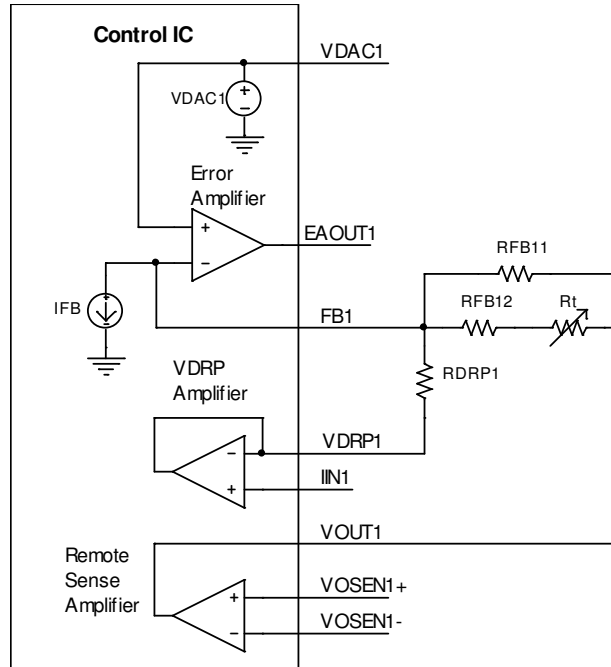 Control IC
VDAC1
VDAC1
+
−
Error
Amplifier
+
−
EAOUT1
RFB11
IFB
+
−
FB1
RFB12
Rt
VDRP
Amplifier
RDRP1
−
VDRP1
+
IIN1
VOUT1
Remote
Sense
Amplifier
+
VOSEN1+
−
VOSEN1-